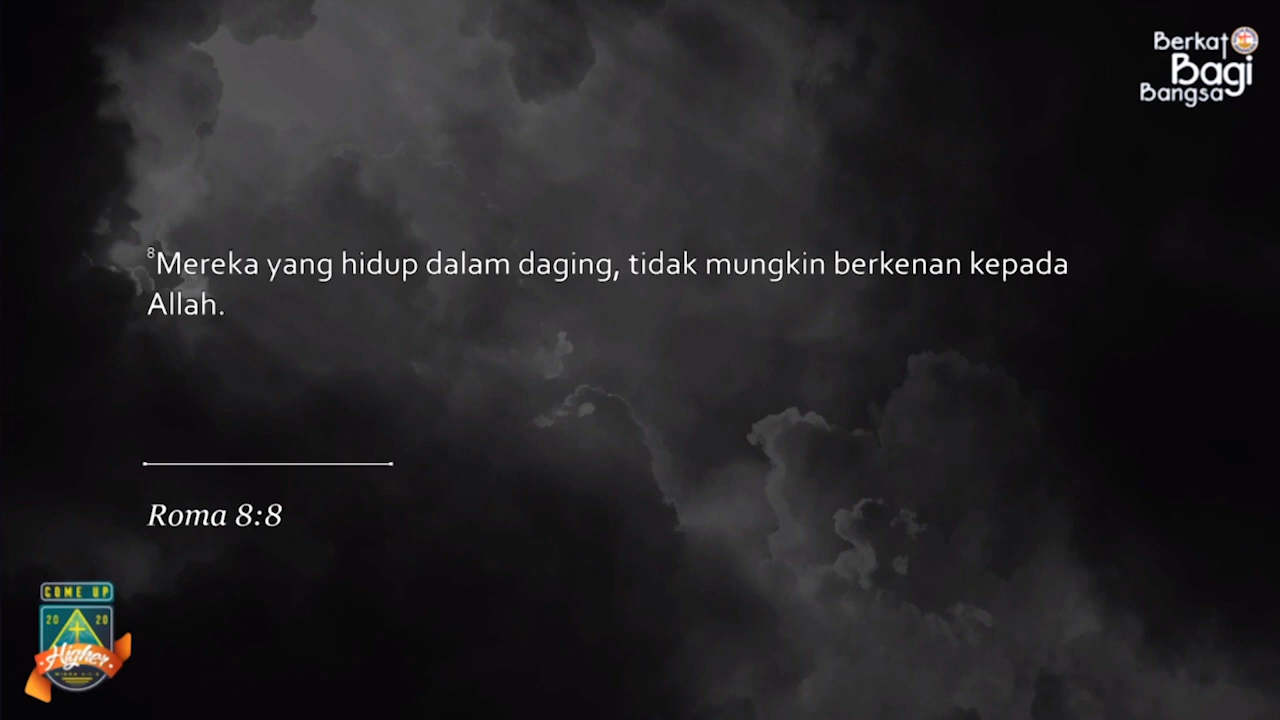 Berkat
Bagi
Bangsa
⁸Mereka yang hidup dalam daging, tidak mungkin berkenan kepada
Allah.
Roma 8:8
COME UP
20 20
Higher